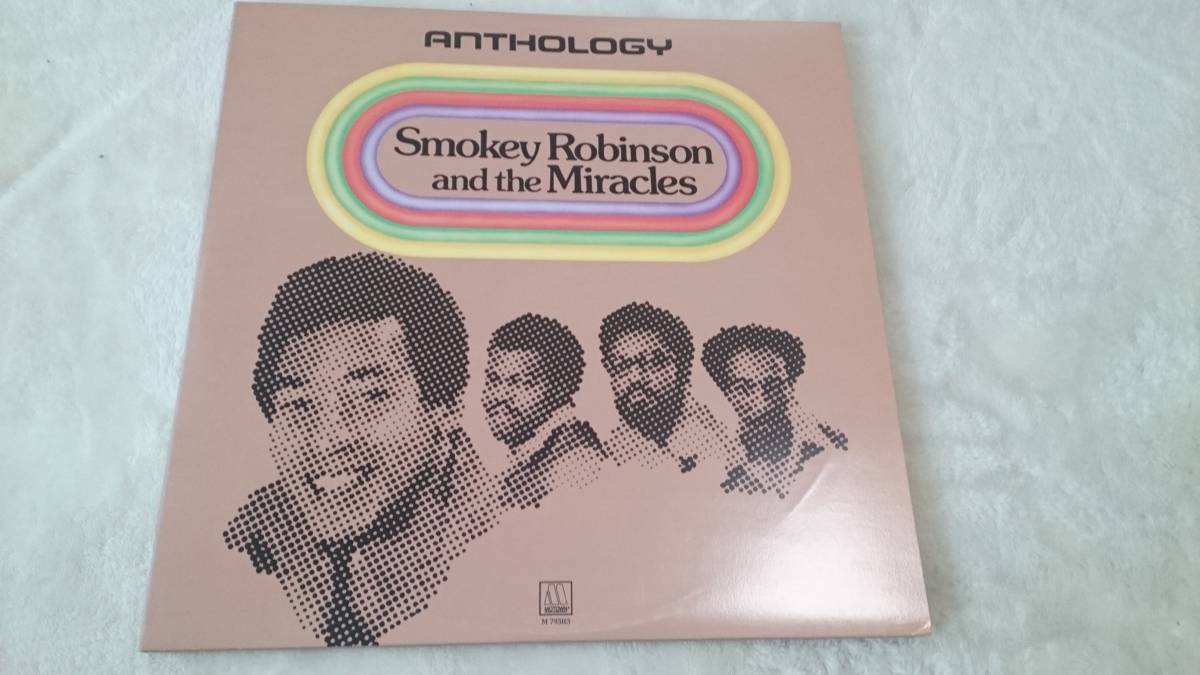 ANTHOLOGY
Smokey Robinson
and the Miracles
M 793R3